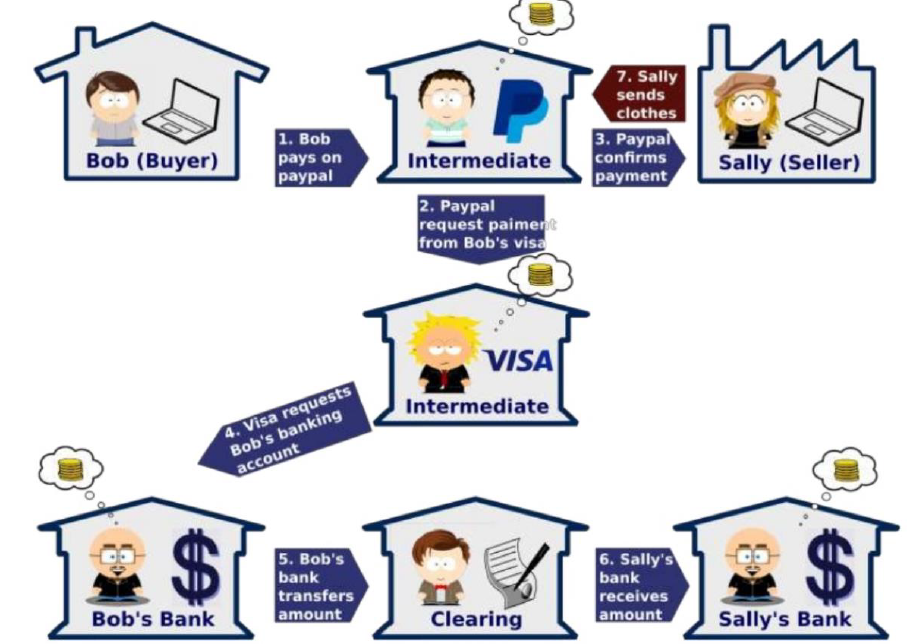 7. Sally
sends
clothes
1. Bob
pays on
paypal
3. Paypal
confirms
payment
Bob (Buyer)
Intermediate
Sally (Seller)
2. Paypal
request paiment
from Bob's visa
VISA
Intermediate
4. Visa requests
Bob's banking
account
$
$
5. Bob's
bank
transfers
amount
6. Sally's
bank
receives
amount
Bob's Bank
Clearing
Sally's Bank